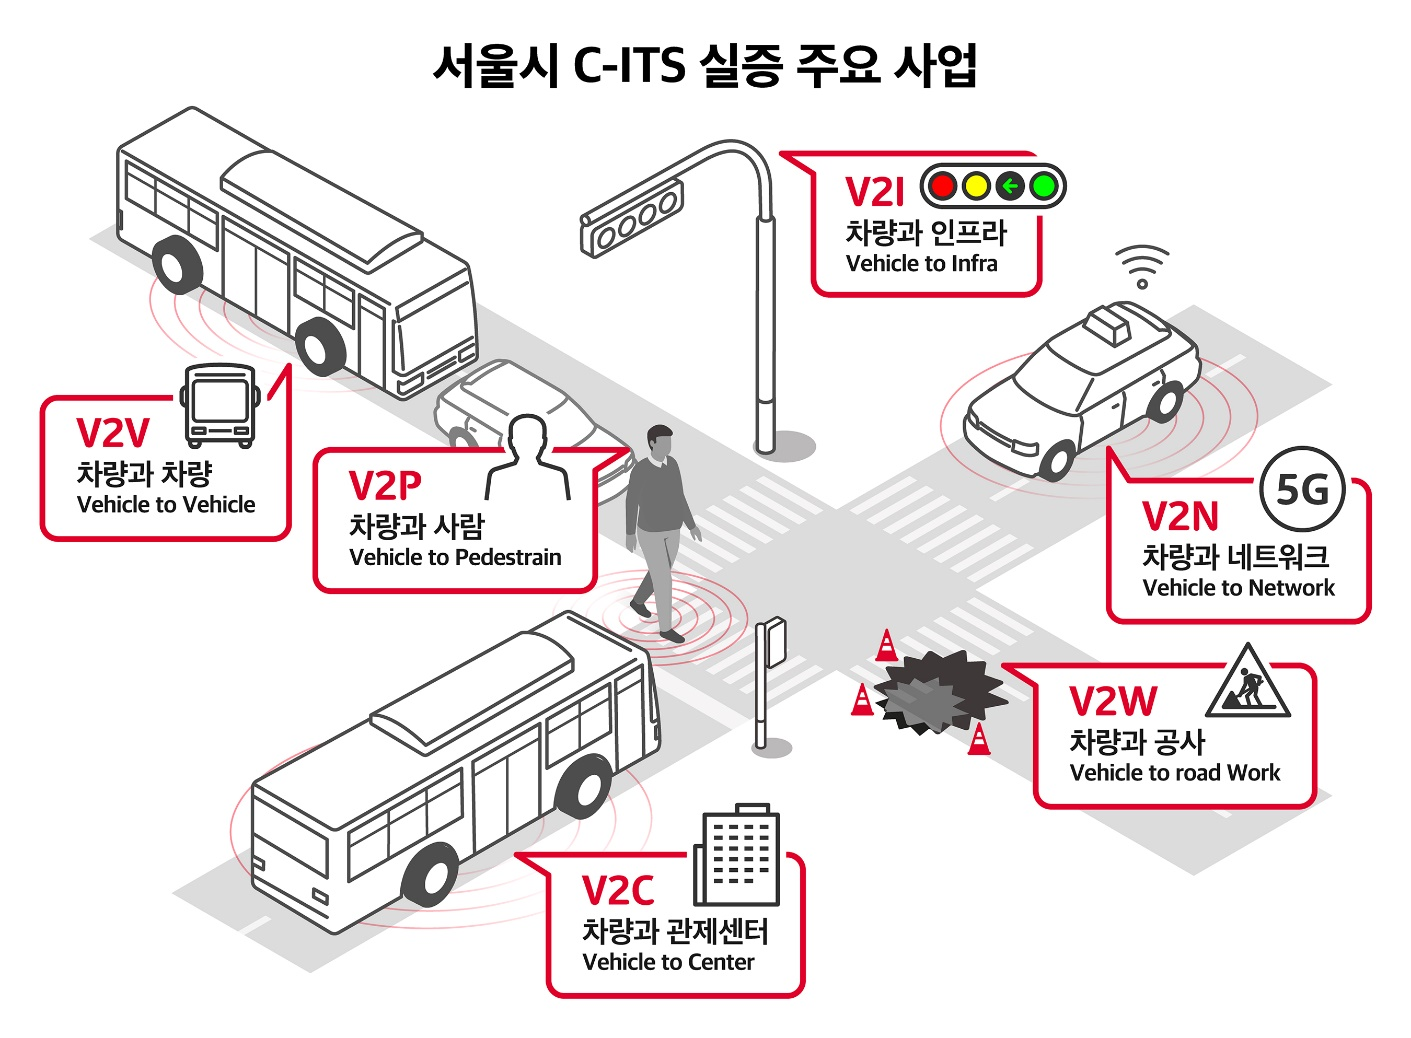 서울시 C-ITS 실증 주요 사업
V2I
차량과 인프라
Vehicle to Infra
V2V
차량과 차량
Vehicle to Vehicle
V2P
차량과 사람
Vehicle to Pedestrain
5G
V2N
차량과 네트워크
Vehicle to Network
V2W
차량과 공사
Vehicle to road Work
V2C
차량과 관제센터
Vehicle to Center